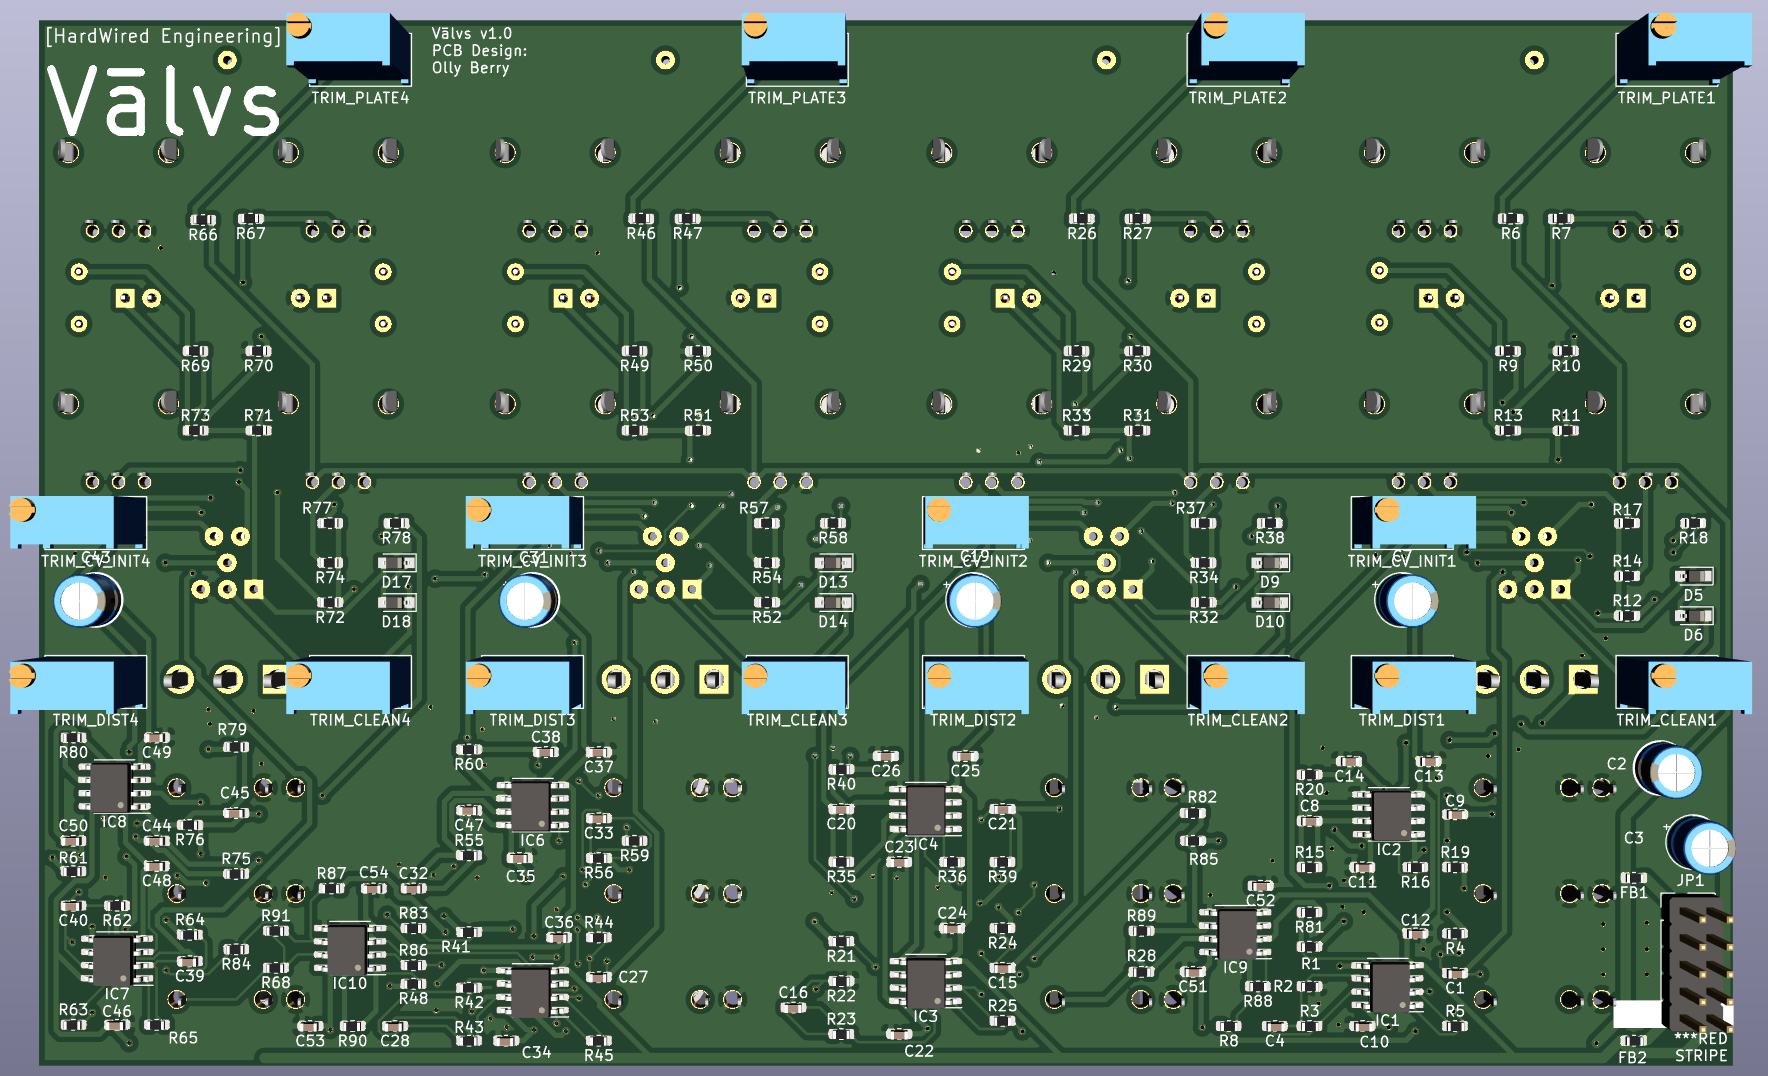 [HardWired Engineering]
Vālvs
Vālvs v1.0
PCB Design:
Olly Berry
TRIM_PLATE4
TRIM_PLATE3
TRIM_PLATE2
TRIM_PLATE1
R66
R67
R46
R47
R26
R27
R6
R7
R69
R70
R49
R50
R29
R30
R9
R10
R73
R71
R53
R51
R33
R31
R13
R11
R77
R78
R57
R58
R37
R38
R17
R18
TRIM_CV_INIT4
C43
TRIM_CV_INIT3
C31
TRIM_CV_INIT2
C19
TRIM_CV_INIT1
C7
R74
D17
R54
D13
R34
D9
R14
D5
R72
D18
R52
D14
R32
D10
R12
D6
TRIM_DIST4
TRIM_CLEAN4
TRIM_DIST3
TRIM_CLEAN3
TRIM_DIST2
TRIM_CLEAN2
TRIM_DIST1
TRIM_CLEAN1
R80
C49
R79
R60
C38
C37
C26
C25
R40
C14
C13
R20
C2
IC8
C45
C50
C44
R76
C47
IC6
C33
C20
IC4
C21
R82
C8
C9
IC2
C3
R61
C48
R75
R55
C35
R56
R59
R35
C23
R36
R39
R85
R15
C11
R16
R19
JP1
FB1
C40
R62
R87
C54
C32
C52
R64
R91
R83
R41
C36
R44
C24
R24
R89
IC9
R81
C12
R4
IC7
C39
R84
R68
IC10
R86
R48
R42
C27
R21
R22
C16
IC3
C15
R28
C51
R88
R1
R2
IC1
C1
R63
C46
R65
C53
R90
C28
R43
C34
R45
R23
C22
R25
R8
C4
R3
C10
R5
FB2
***RED
STRIPE